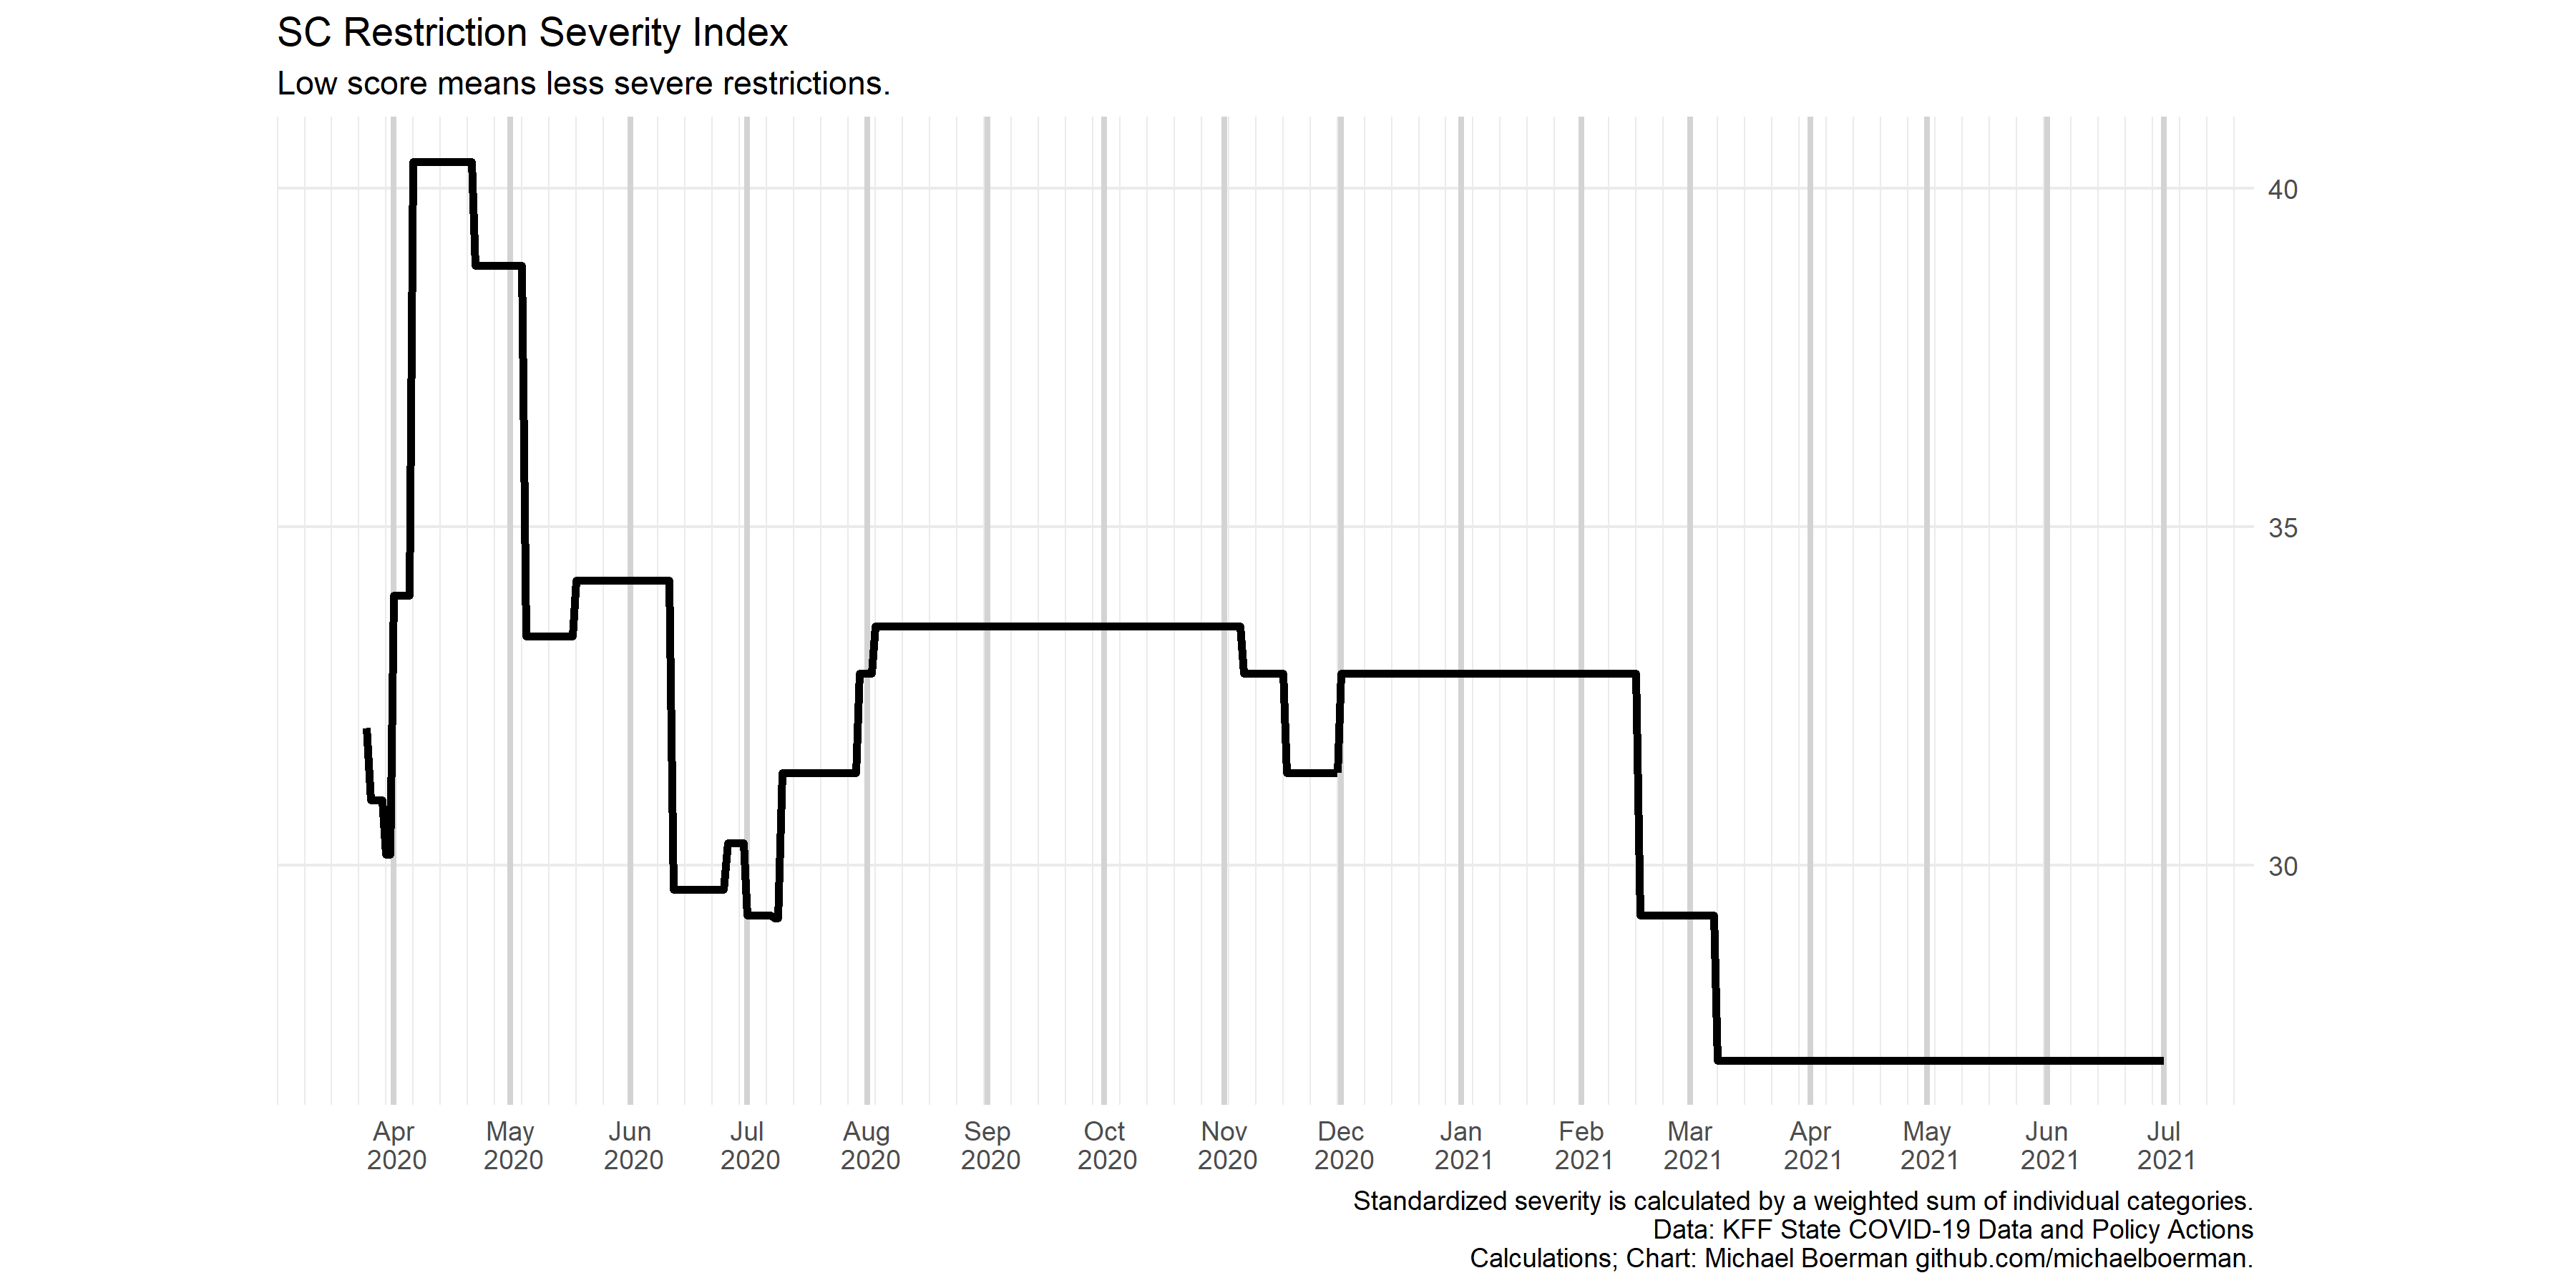 SC Restriction Severity Index
Low score means less severe restrictions.
40
35
30
Apr May Jun Jul Aug Sep Oct Nov Dec Jan Feb Mar Apr May Jun Jul
2020 2020 2020 2020 2020 2020 2020 2020 2020 2021 2021 2021 2021 2021 2021 2021
Standardized severity is calculated by a weighted sum of individual categories.
Data: KFF State COVID-19 Data and Policy Actions
Calculations; Chart: Michael Boerman github.com/michaelboerman.